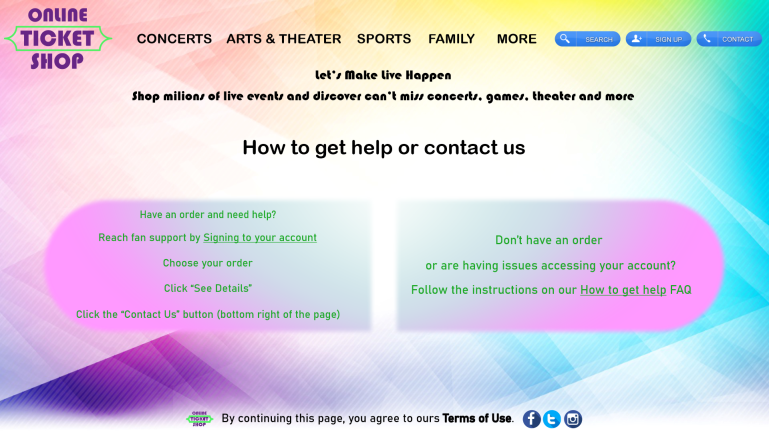 ONLINE
TICKET
SHOP
CONCERTS ARTS & THEATER SPORTS FAMILY MORE SEARCH SIGN UP CONTACT
Let's Make Live Happen
Shop milions of live events and discover can't miss concerts, games, theater and more
How to get help or contact us
Have an order and need help?
Reach fan support by Signing to your account
Choose your order
Click “See Details”
Click the “Contact Us” button (bottom right of the page)
Don't have an order
or are having issues accessing your account?
Follow the instructions on our How to get help FAQ
ONLINE
TICKET
SHOP
By continuing this page, you agree to ours Terms of Use.